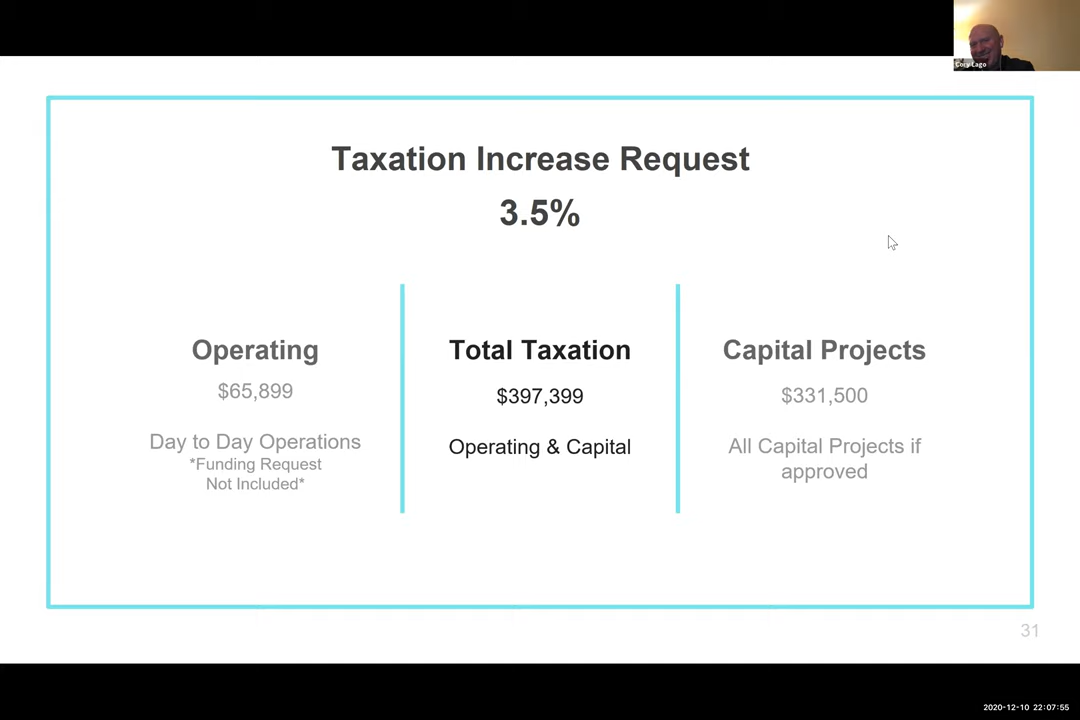 Cory Lago
Taxation Increase Request
3.5%
Operating
$65,899
Day to Day Operations
*Funding Request
Not Included*
Total Taxation
$397,399
Operating & Capital
Capital Projects
$331,500
All Capital Projects if
approved
31
2020-12-10 22:07:55